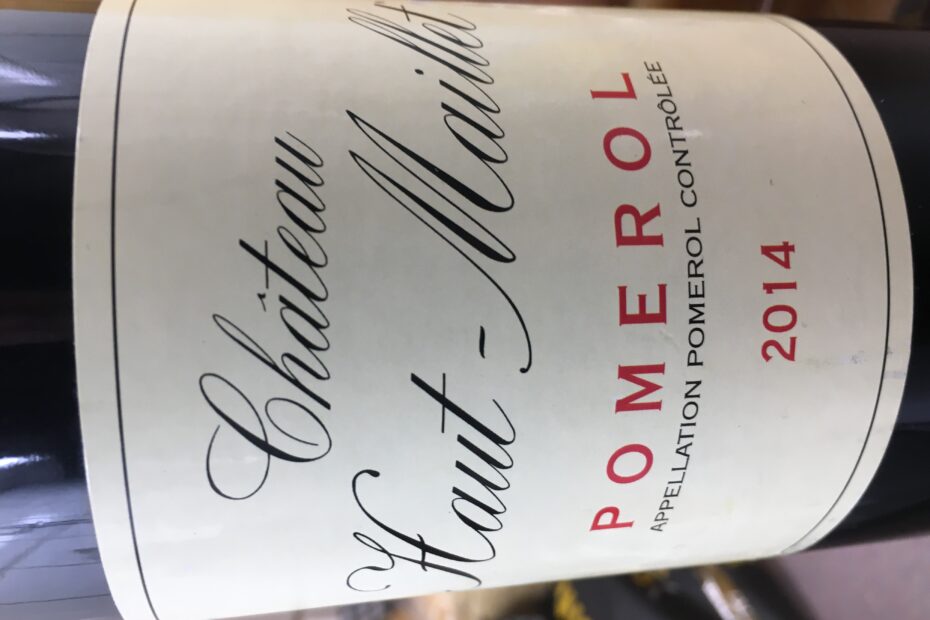 Château
Haut-Maillet
POMEROL
APPELLATION POMEROL CONTRÔLÉE
2014